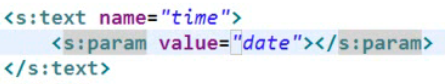 <s:text name="time">
<s:param value="date"></s:param>
</s:text>